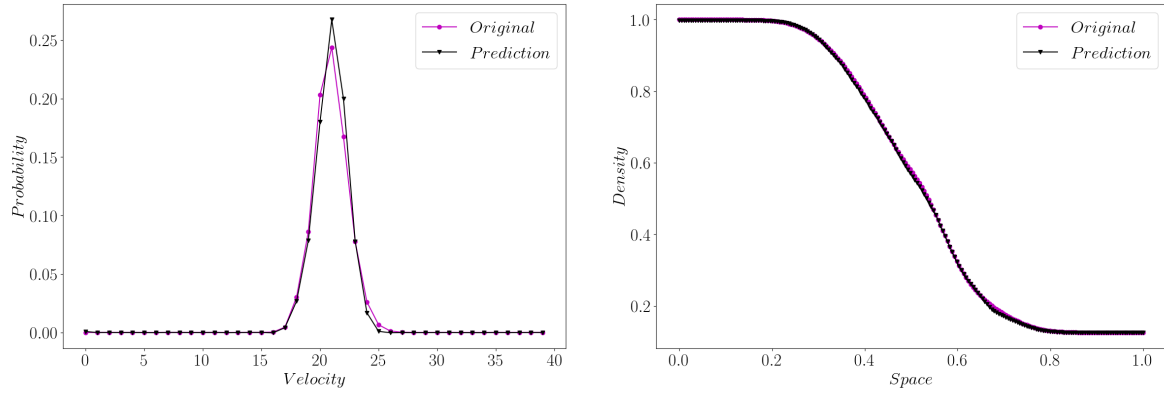 Original
Prediction
0.25
0.20
0.15
0.10
0.05
0.00
Probability
0 5 10 15 20 25 30 35 40
Velocity
Original
Prediction
1.0
0.8
0.6
0.4
0.2
Density
0.0 0.2 0.4 0.6 0.8 1.0
Space